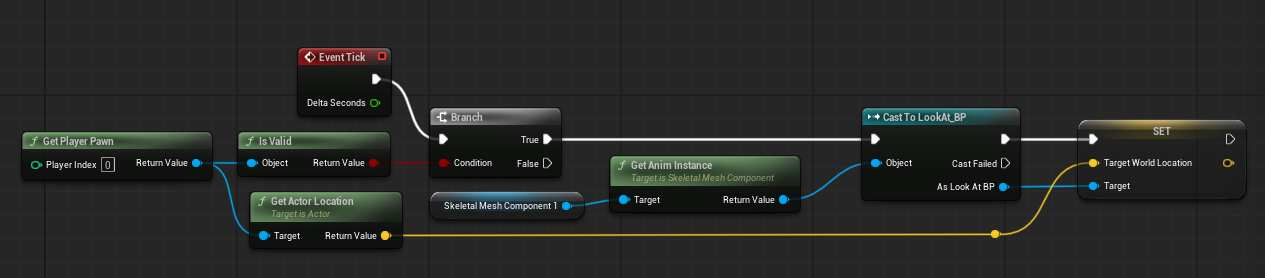 Event Tick
Delta Seconds
Get Player Pawn
Player Index 0 Return Value
Is Valid
Object Return Value
Get Actor Location
Target is Actor
Target Return Value
Branch
True
Condition False
Skeletal Mesh Component 1
Get Anim Instance
Target is Skeletal Mesh Component
Target Return Value
Cast To LookAt_BP
Object Cast Failed
As Look At BP
SET
Target World Location
Target